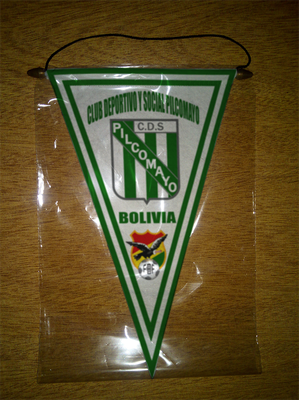 CLUB DEPORTIVO Y SOCIAL PILCOMAYO
C.D.S
PILCOMAYO
BOLIVIA